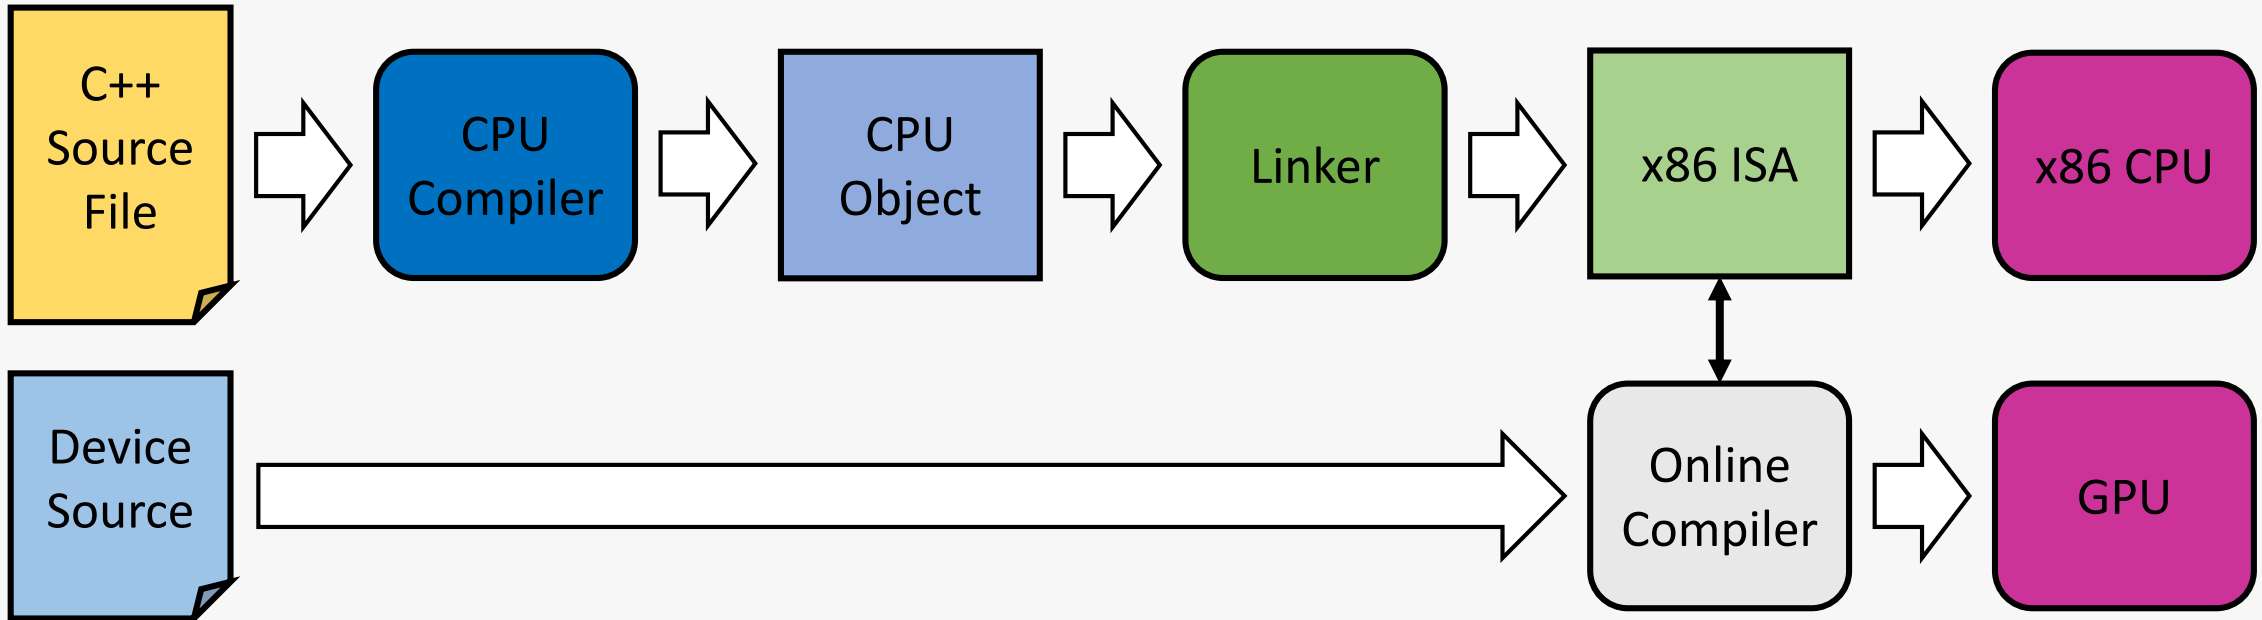 C++
Source
File
CPU
Compiler
CPU
Object
Linker
x86 ISA
x86 CPU
Device
Source
Online
Compiler
GPU